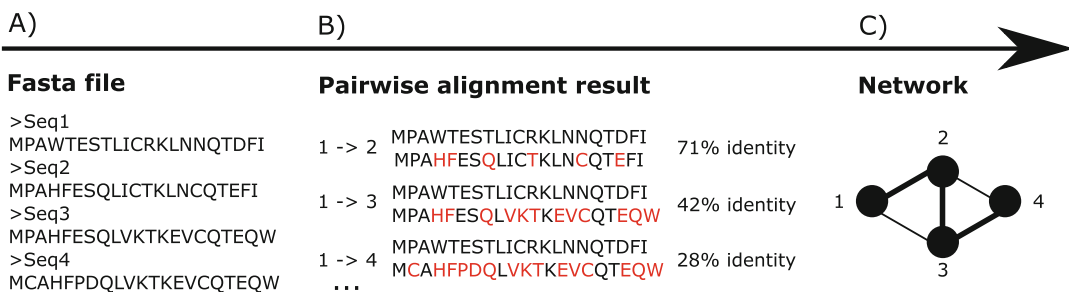 A)
B)
C)
Fasta file
Pairwise alignment result
Network
>Seq1
MPAWTESTLICRKLNNQTDFI
>Seq2
MPAHFESQLICTKLNCQTEFI
>Seq3
MPAHFESQLVKTKEVCQTEQW
>Seq4
MCAHFPDQLVKTKEVCQTEQW
1 -> 2
MPAWTESTLICRKLNNQTDFI
MPAHFESQLICTKLNCQTEFI
71% identity
1 -> 3
MPAWTESTLICRKLNNQTDFI
MPAHFESQLVKTKEVCQTEQW
42% identity
1 -> 4
MPAWTESTLICRKLNNQTDFI
MCAHFPDQLVKTKEVCQTEQW
28% identity
...
2
1
4
3